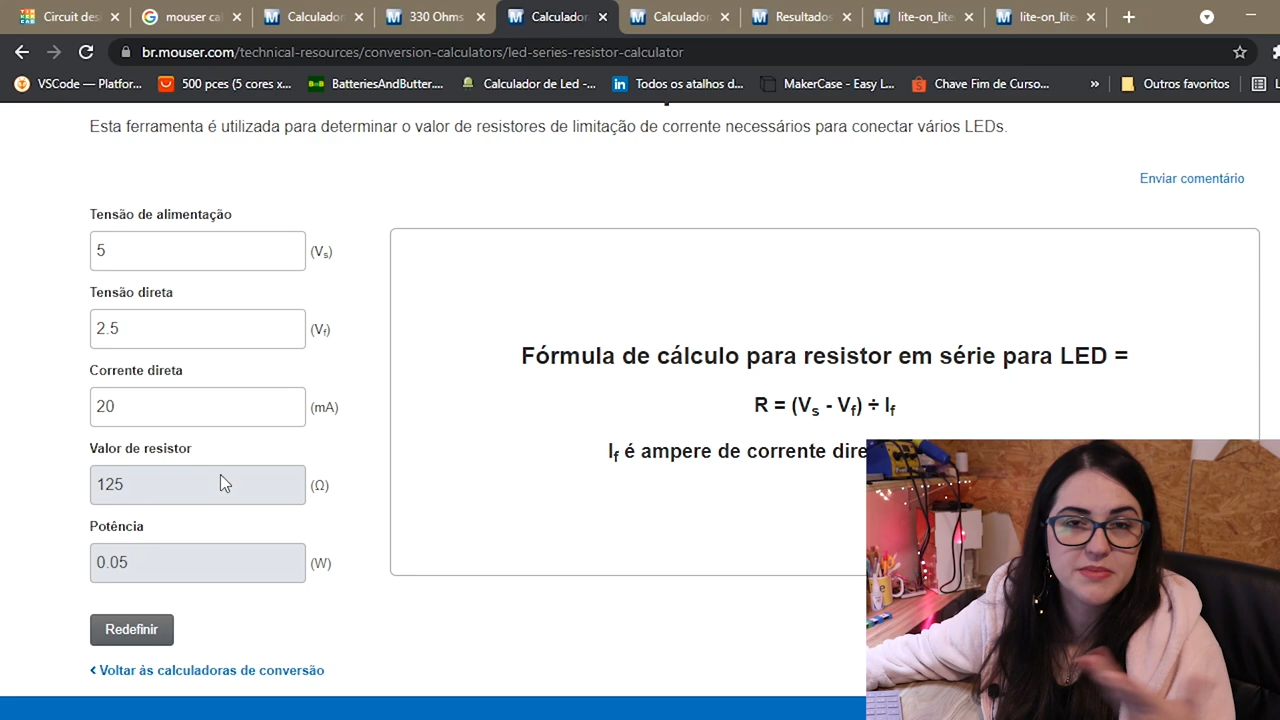 Circuit des
mouser ca
Calculador
330 Ohms
Calculador
Calculador
Resultados
lite-on_lite
lite-on_lite
br.mouser.com/technical-resources/conversion-calculators/led-series-resistor-calculator
VSCode — Platfor...
500 pces (5 cores x...
BatteriesAndButter....
Calculador de Led -...
Todos os atalhos d...
MakerCase - Easy L...
Chave Fim de Curso...
»
Outros favoritos
Esta ferramenta é utilizada para determinar o valor de resistores de limitação de corrente necessários para conectar vários LEDs.
Enviar comentário
Tensão de alimentação
5 (Vs)
Tensão direta
2.5 (Vf)
Corrente direta
20 (mA)
Valor de resistor
125 (Ω)
Potência
0.05 (W)
Redefinir
Voltar às calculadoras de conversão
Fórmula de cálculo para resistor em série para LED =
R = (Vs - Vf) ÷ If
If é ampere de corrente dire